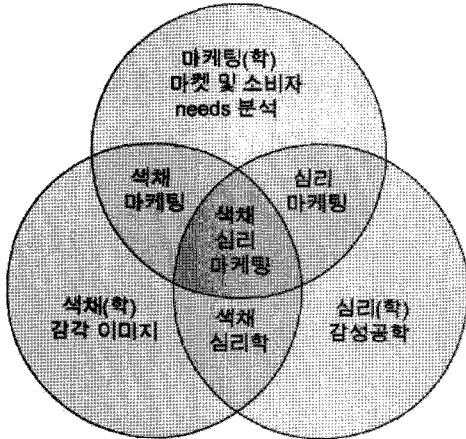 마케팅(학)
마켓 및 소비자
needs 분석
색채
마케팅
심리
마케팅
색채
심리
마케팅
색채(학)
감각 이미지
색채
심리학
심리(학)
감성공학